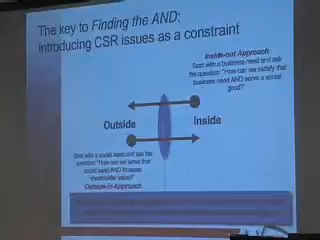 The key to Finding the AND:
Introducing CSR issues as a constraint
Inside-out Approach
Start with a business need and ask
the question: "How can we satisfy that
business need AND serve a social
good?"
Outside
Inside
Start with a social need and ask the
question: "How can we serve that
social need AND increase
shareholder value?"
Outside-in Approach